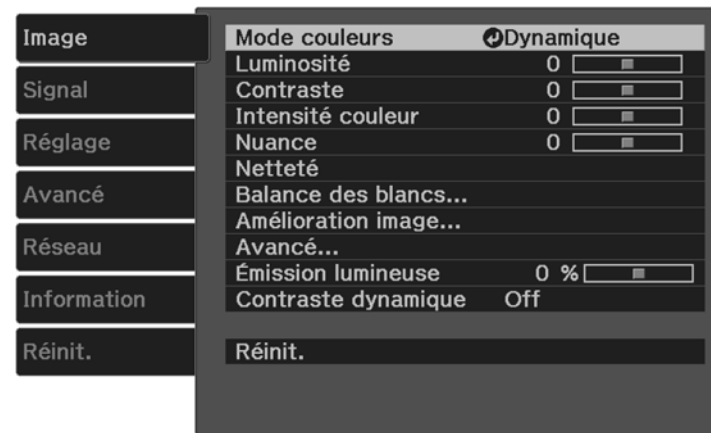 Image
Signal
Réglage
Avancé
Réseau
Information
Réinit.
Mode couleurs Dynamique
Luminosité 0
Contraste 0
Intensité couleur 0
Nuance 0
Netteté
Balance des blancs...
Amélioration image...
Avancé...
Émission lumineuse 0 %
Contraste dynamique Off
Réinit.